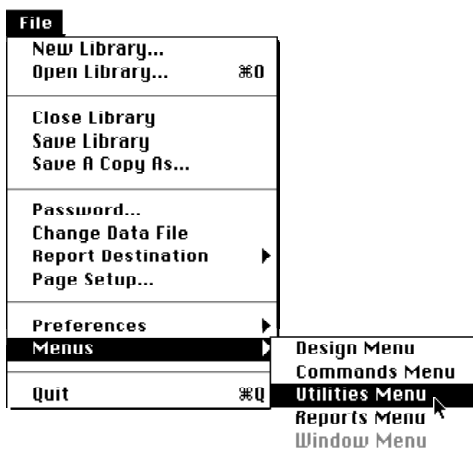 File
New Library...
Open Library... ⌘O
Close Library
Save Library
Save A Copy As...
Password...
Change Data File
Report Destination
Page Setup...
Preferences
Menus
Design Menu
Commands Menu
Quit ⌘Q
Utilities Menu
Reports Menu
Window Menu